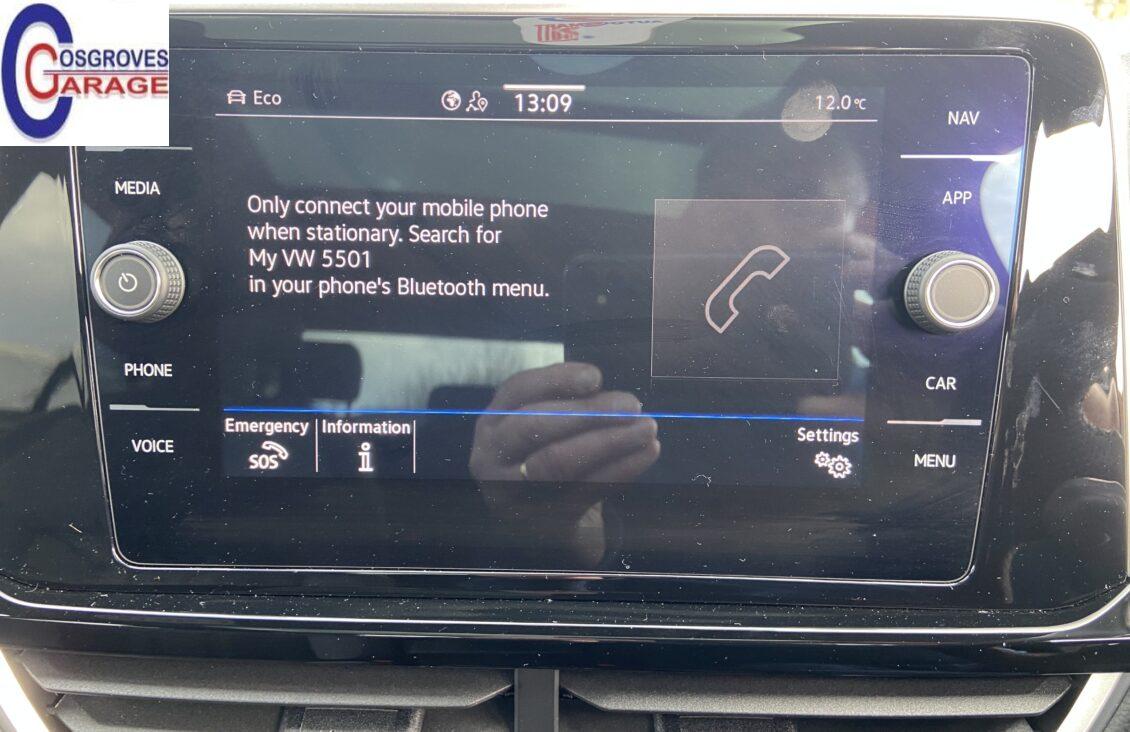 COSGROVES
GARAGE
Eco
13:09
12.0°C
NAV
MEDIA
APP
Only connect your mobile phone
when stationary. Search for
My VW 5501
in your phone's Bluetooth menu.
PHONE
CAR
Emergency
SOS
Information
i
Settings
VOICE
MENU